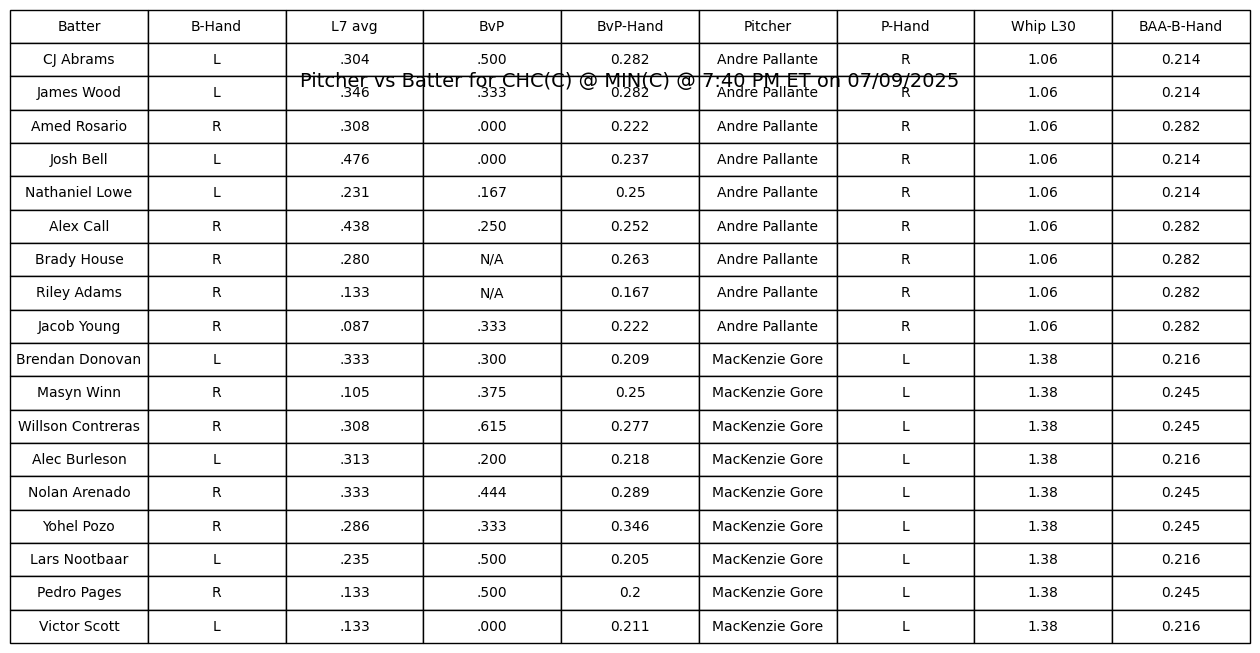 Batter B-Hand L7 avg BvP BvP-Hand Pitcher P-Hand Whip L30 BAA-B-Hand
CJ Abrams L .304 .500 0.282 Andre Pallante R 1.06 0.214
Pitcher vs Batter for CHC(C) @ MIN(C) @ 7:40 PM ET on 07/09/2025
James Wood L .346 .333 0.282 Andre Pallante R 1.06 0.214
Amed Rosario R .308 .000 0.222 Andre Pallante R 1.06 0.282
Josh Bell L .476 .000 0.237 Andre Pallante R 1.06 0.214
Nathaniel Lowe L .231 .167 0.25 Andre Pallante R 1.06 0.214
Alex Call R .438 .250 0.252 Andre Pallante R 1.06 0.282
Brady House R .280 N/A 0.263 Andre Pallante R 1.06 0.282
Riley Adams R .133 N/A 0.167 Andre Pallante R 1.06 0.282
Jacob Young R .087 .333 0.222 Andre Pallante R 1.06 0.282
Brendan Donovan L .333 .300 0.209 MacKenzie Gore L 1.38 0.216
Masyn Winn R .105 .375 0.25 MacKenzie Gore L 1.38 0.245
Willson Contreras R .308 .615 0.277 MacKenzie Gore L 1.38 0.245
Alec Burleson L .313 .200 0.218 MacKenzie Gore L 1.38 0.216
Nolan Arenado R .333 .444 0.289 MacKenzie Gore L 1.38 0.245
Yohel Pozo R .286 .333 0.346 MacKenzie Gore L 1.38 0.245
Lars Nootbaar L .235 .500 0.205 MacKenzie Gore L 1.38 0.216
Pedro Pages R .133 .500 0.2 MacKenzie Gore L 1.38 0.245
Victor Scott L .133 .000 0.211 MacKenzie Gore L 1.38 0.216